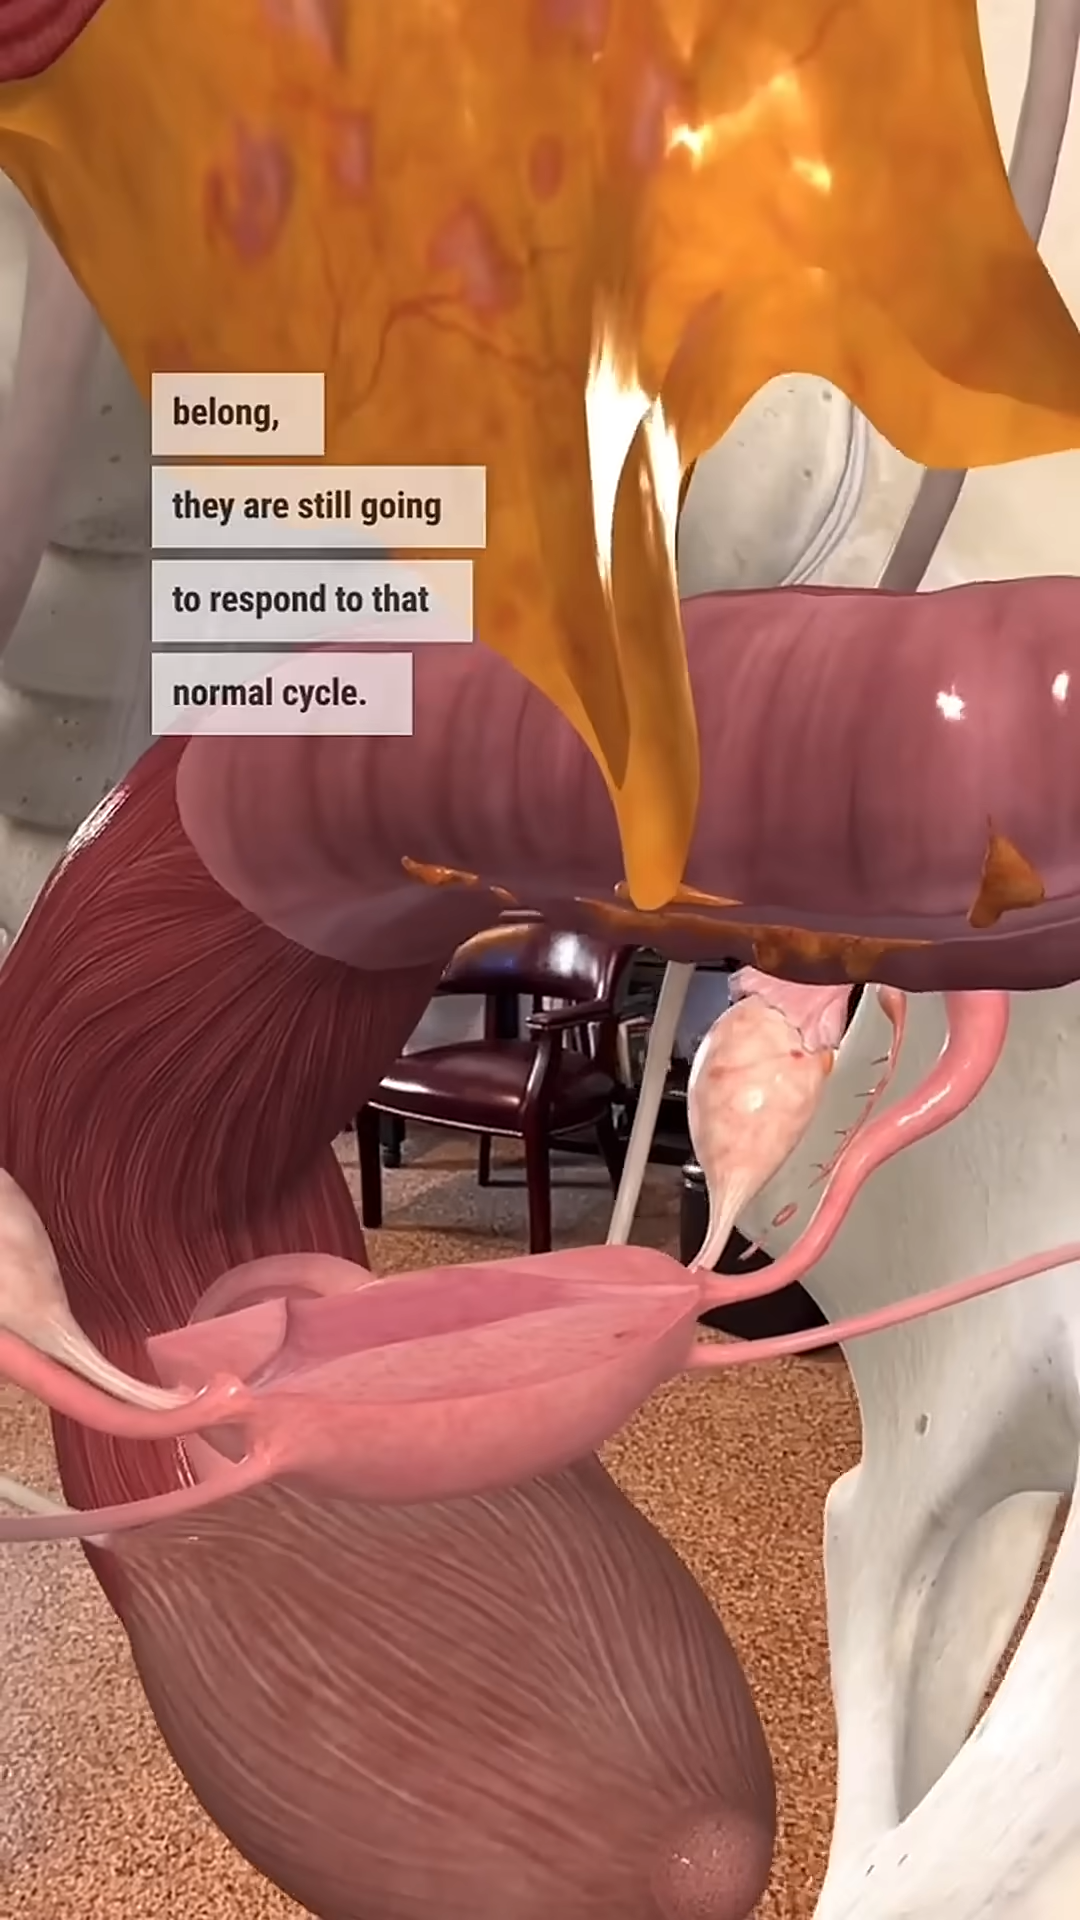 belong,
they are still going
to respond to that
normal cycle.